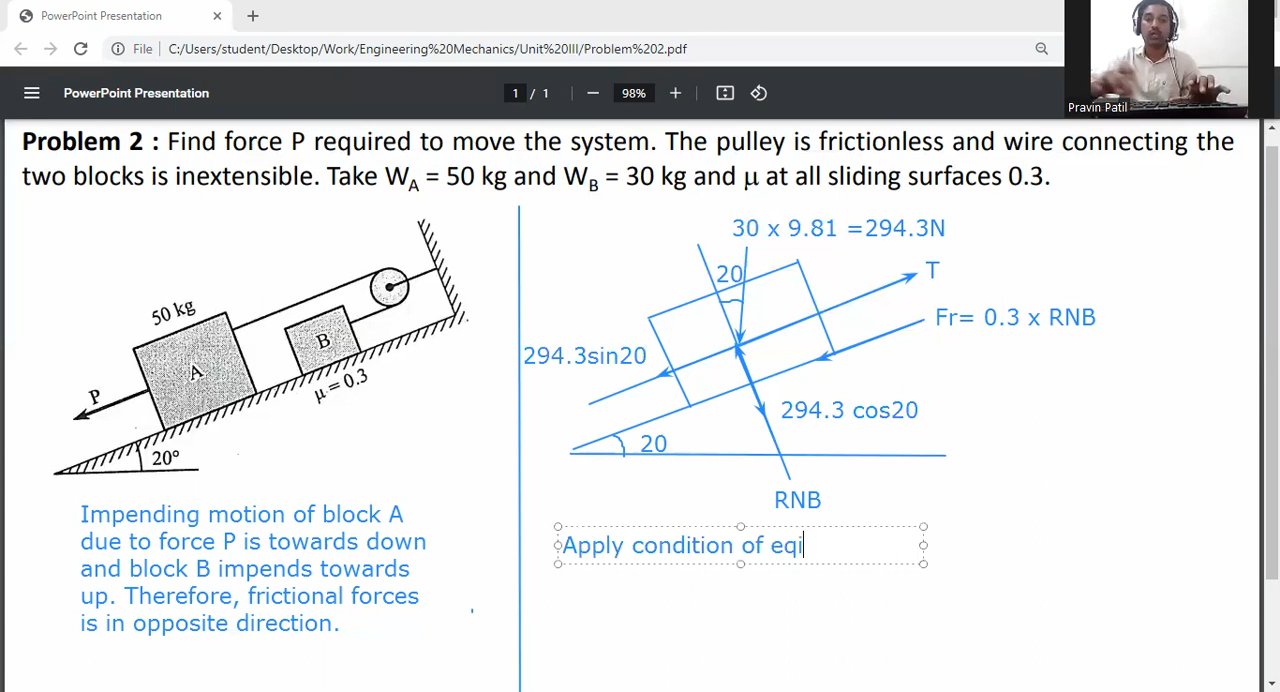 PowerPoint Presentation
File
C:/Users/student/Desktop/Work/Engineering%20Mechanics/Unit%20III/Problem%202.pdf
PowerPoint Presentation
1 / 1
98%
Pravin Patil
Problem 2 : Find force P required to move the system. The pulley is frictionless and wire connecting the
two blocks is inextensible. Take WA = 50 kg and WB = 30 kg and μ at all sliding surfaces 0.3.
50 kg
A
B
P
μ = 0.3
20°
30 x 9.81 =294.3N
20
T
Fr= 0.3 x RNB
294.3sin20
294.3 cos20
20
RNB
Impending motion of block A
due to force P is towards down
and block B impends towards
up. Therefore, frictional forces
is in opposite direction.
Apply condition of eqi